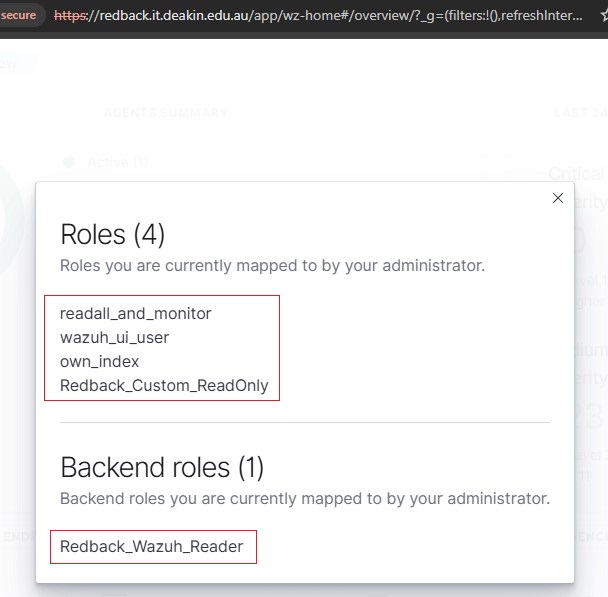 secure https://redback.it.deakin.edu.au/app/wz-home#/overview/?_g=(filters:!(),refreshInter...
AGENTS SUMMARY
LAST 24
Active (1)
Critical
Roles (4)
Roles you are currently mapped to by your administrator.
readall_and_monitor
wazuh_ui_user
own_index
Redback_Custom_ReadOnly
Backend roles (1)
Backend roles you are currently mapped to by your administrator.
Redback_Wazuh_Reader